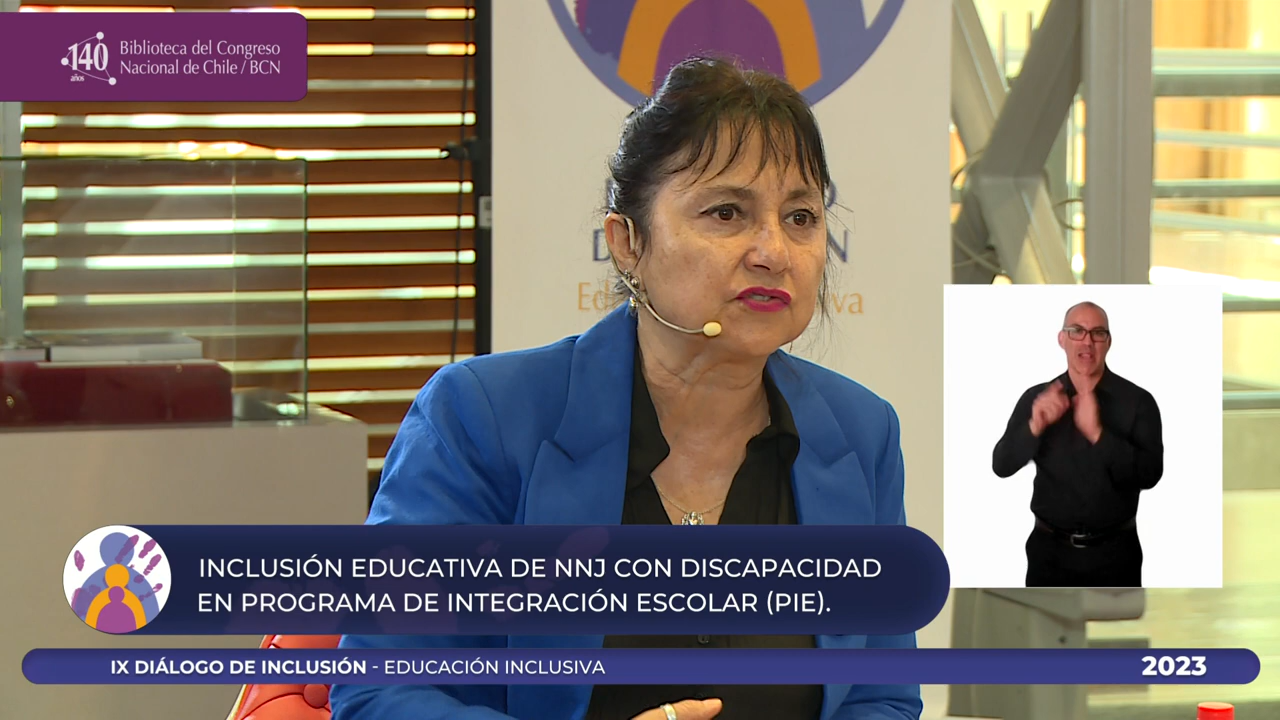 140
años
Biblioteca del Congreso
Nacional de Chile / BCN
INCLUSIÓN EDUCATIVA DE NNJ CON DISCAPACIDAD
EN PROGRAMA DE INTEGRACIÓN ESCOLAR (PIE).
IX DIÁLOGO DE INCLUSIÓN - EDUCACIÓN INCLUSIVA
2023